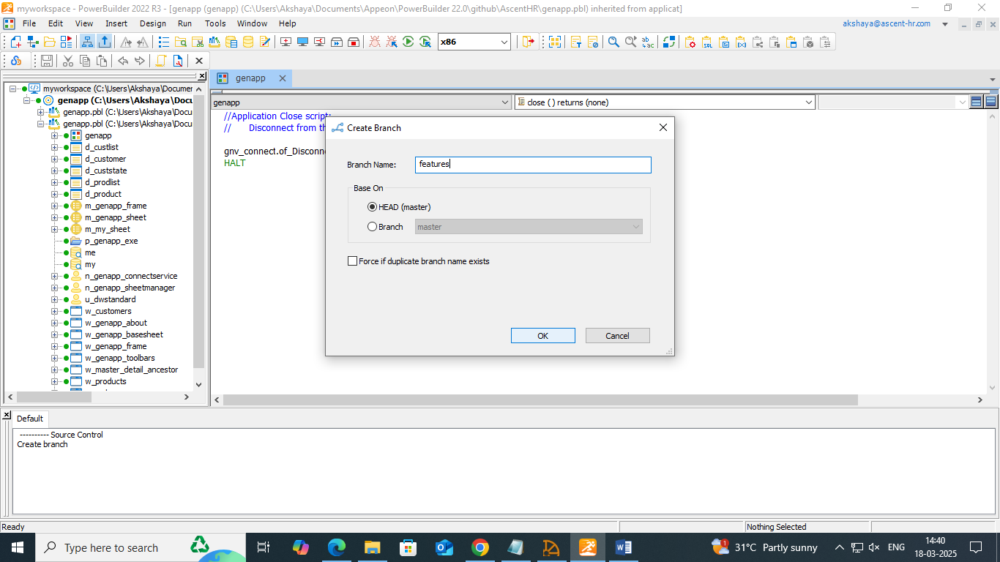 myworkspace - PowerBuilder 2022 R3 - [genapp (genapp) (C:\Users\Akshaya\Documents\Appeon\PowerBuilder 22.0\github\AscentHR\genapp.pbl) inherited from applicat]
File Edit View Insert Design Run Tools Window Help
akshaya@ascent-hr.com
x86
genapp
myworkspace (C:\Users\Akshaya\Documer
genapp (C:\Users\Akshaya\Docu
genapp.pbl (C:\Users\Akshaya\Docu
genapp.pbl (C:\Users\Akshaya\Docu
genapp
d_custlist
d_customer
d_custstate
d_prodlist
d_product
m_genapp_frame
m_genapp_sheet
m_my_sheet
p_genapp_exe
me
my
n_genapp_connectservice
n_genapp_sheetmanager
u_dwstandard
w_customers
w_genapp_about
w_genapp_basesheet
w_genapp_frame
w_genapp_toolbars
w_master_detail_ancestor
w_products
genapp
close ( ) returns (none)
//Application Close script:
// Disconnect from th
gnv_connect.of_Disconne
HALT
Create Branch
Branch Name: features
Base On
HEAD (master)
Branch master
Force if duplicate branch name exists
OK Cancel
Default
---------- Source Control
Create branch
Ready
Nothing Selected
Type here to search
1
31°C Partly sunny
ENG
14:40
18-03-2025